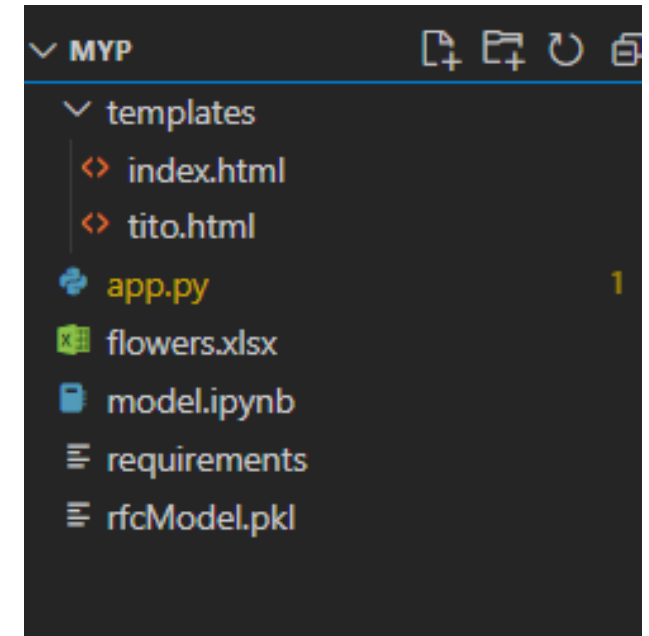 MYP
templates
index.html
tito.html
app.py 1
flowers.xlsx
model.ipynb
requirements
rfcModel.pkl